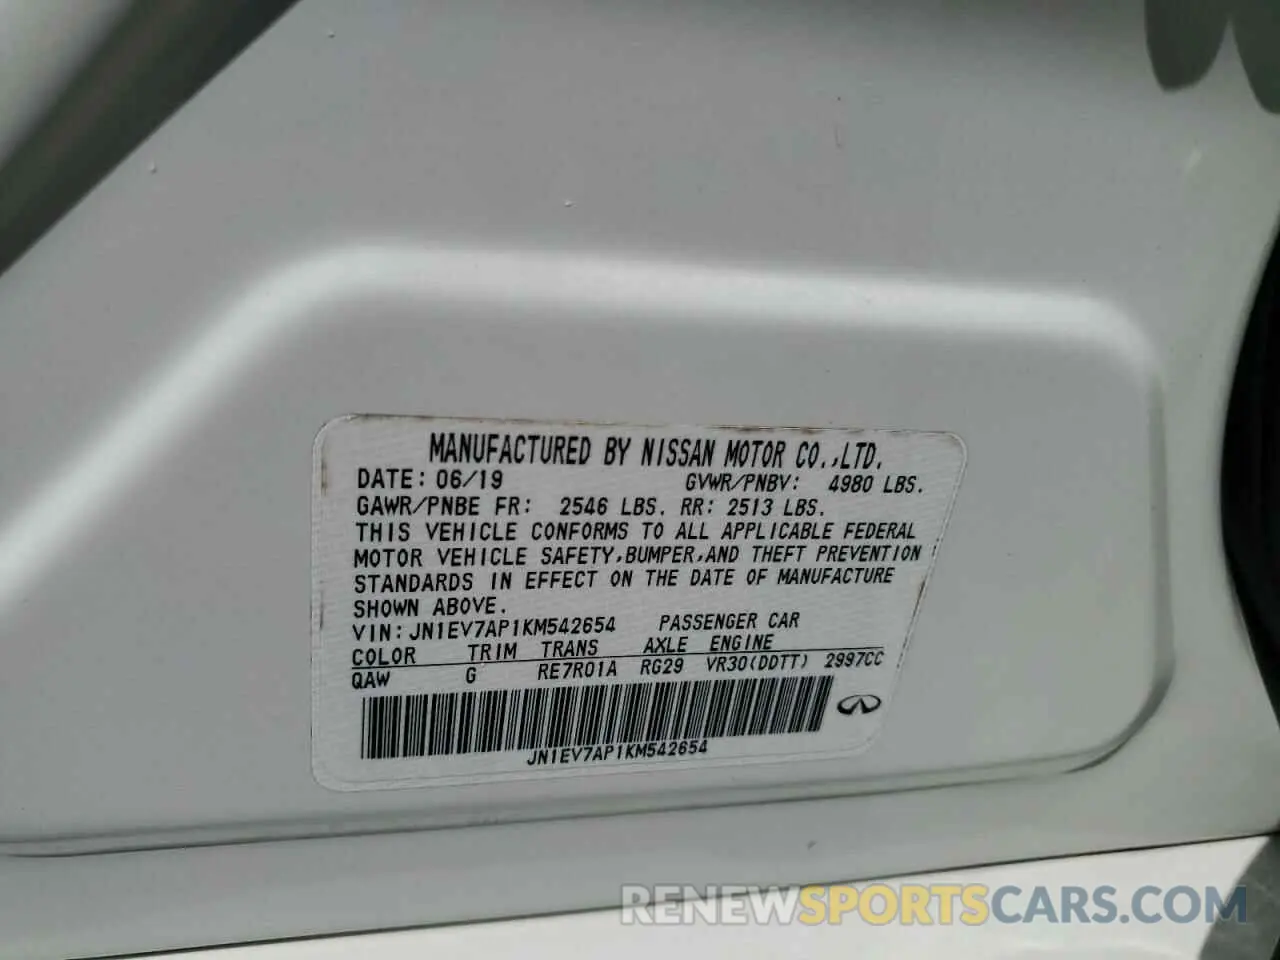 MANUFACTURED BY NISSAN MOTOR CO.,LTD.
DATE: 06/19 GVWR/PNBV: 4980 LBS.
GAWR/PNBE FR: 2546 LBS. RR: 2513 LBS.
THIS VEHICLE CONFORMS TO ALL APPLICABLE FEDERAL
MOTOR VEHICLE SAFETY,BUMPER,AND THEFT PREVENTION
STANDARDS IN EFFECT ON THE DATE OF MANUFACTURE
SHOWN ABOVE.
VIN: JN1EV7AP1KM542654 PASSENGER CAR
COLOR TRIM TRANS AXLE ENGINE
QAW G RE7R01A RG29 VR30(DDTT) 2997CC
JN1EV7AP1KM542654
RENEWSPORTSCARS.COM